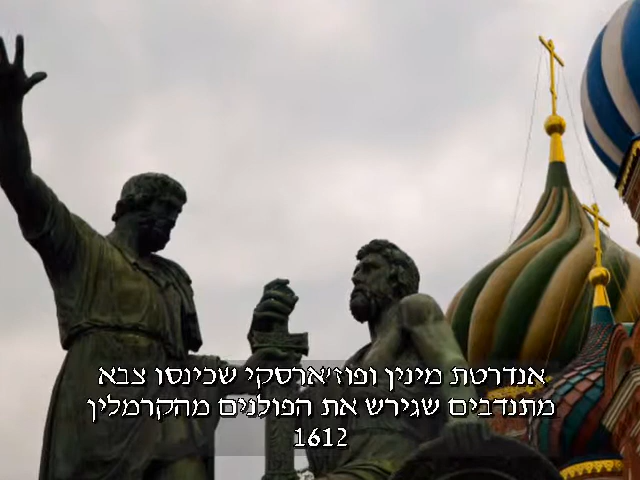 אנדרטת מינין ופוז'ארסקי שכינסו צבא
מתנדבים שגירש את הפולנים מהקרמלין
1612